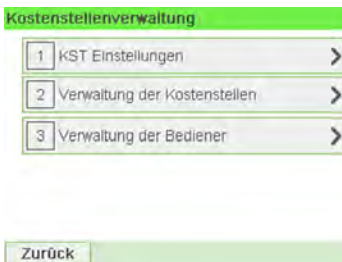 Kostenstellenverwaltung
1 KST Einstellungen
2 Verwaltung der Kostenstellen
3 Verwaltung der Bediener
Zurück